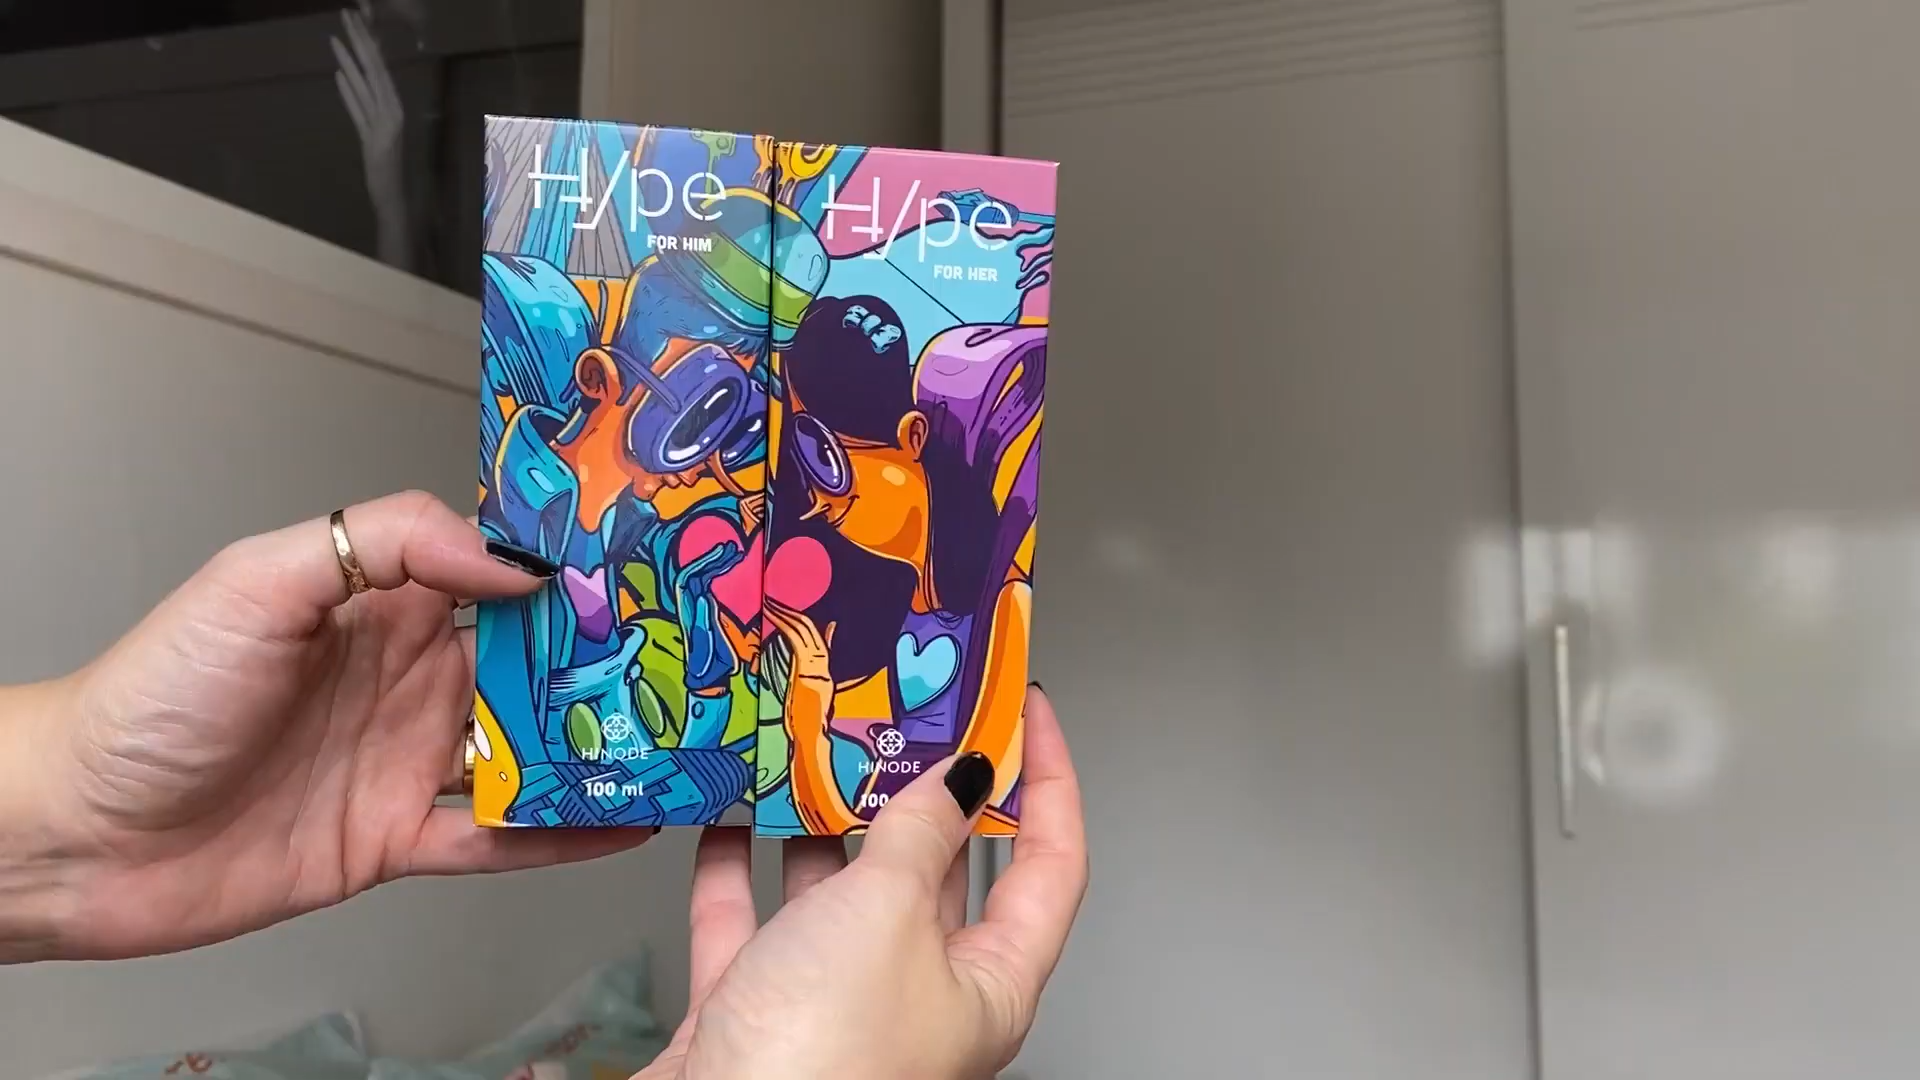 Hype
FOR HIM
HINODE
100 ml
Hype
FOR HER
HINODE
100